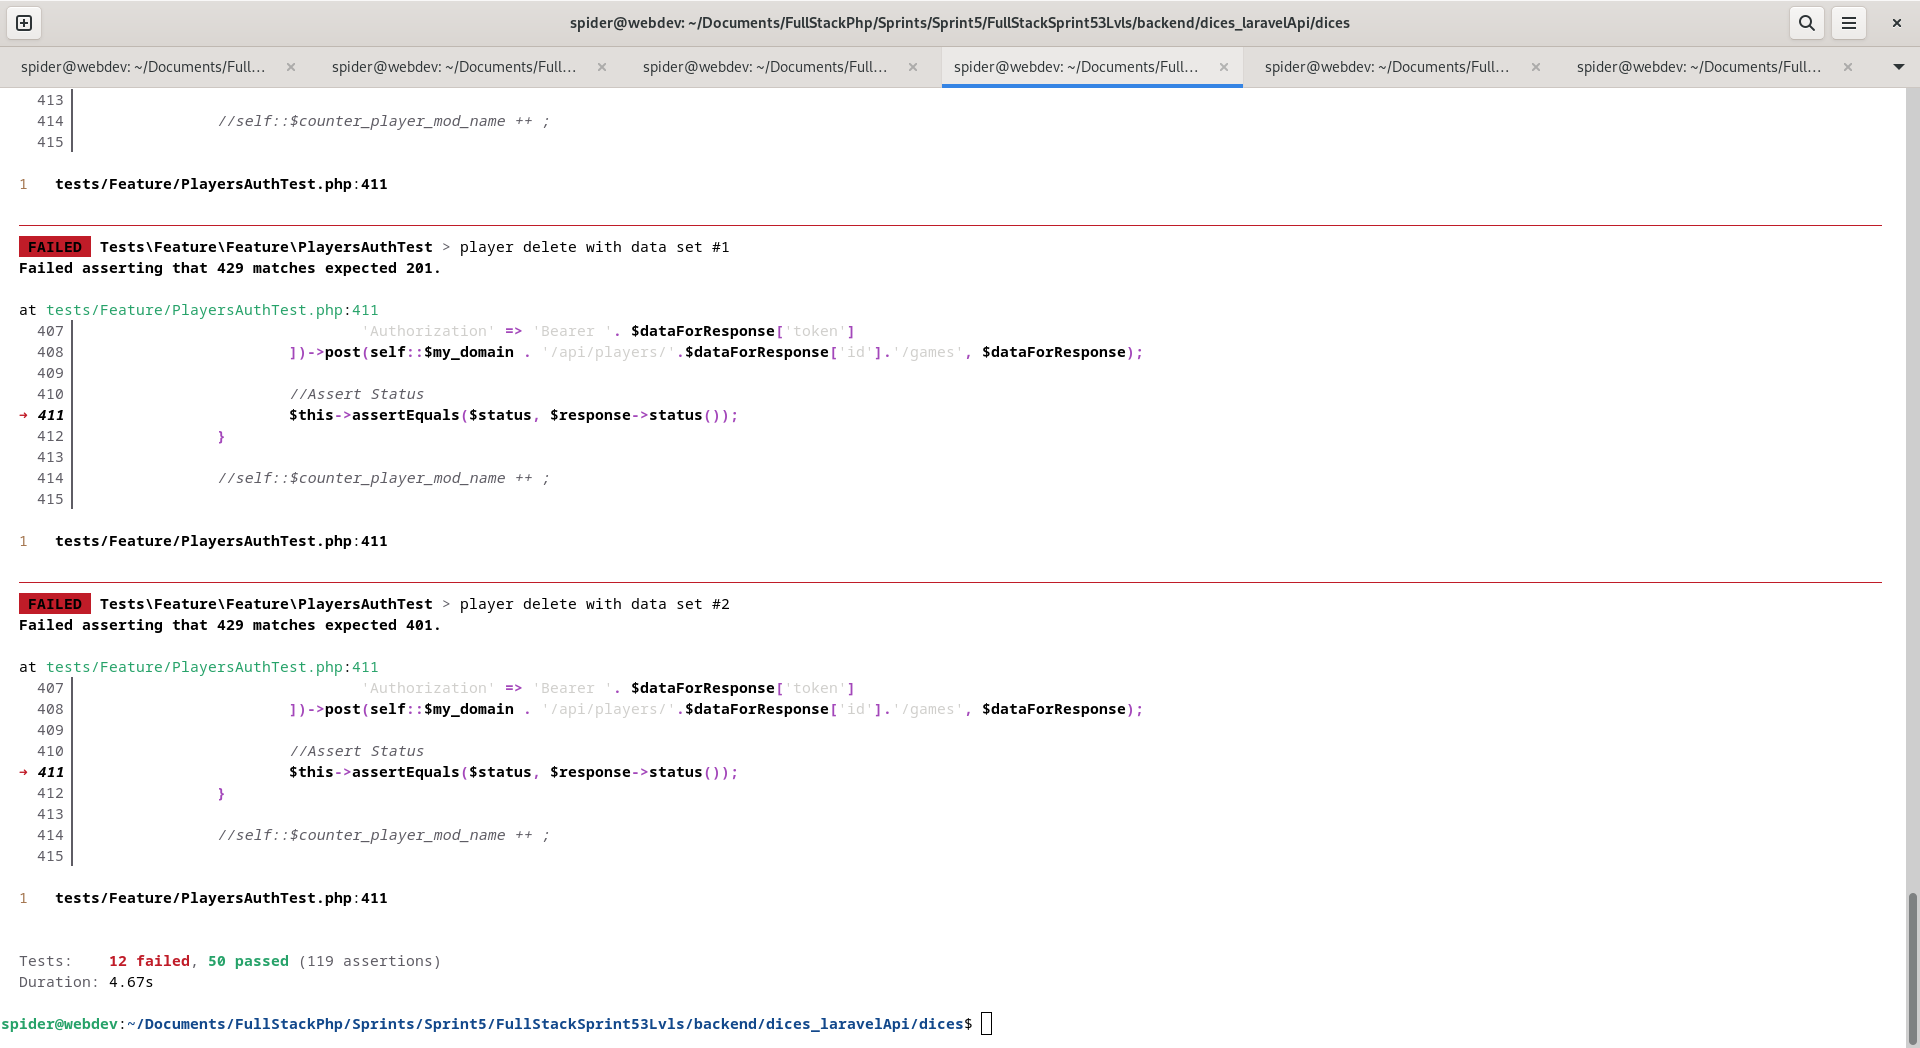 spider@webdev: ~/Documents/FullStackPhp/Sprints/Sprint5/FullStackSprint53Lvls/backend/dices_laravelApi/dices
spider@webdev: ~/Documents/Full… × spider@webdev: ~/Documents/Full… × spider@webdev: ~/Documents/Full… × spider@webdev: ~/Documents/Full… × spider@webdev: ~/Documents/Full… × spider@webdev: ~/Documents/Full… ×
413
414 //self::$counter_player_mod_name ++ ;
415
1 tests/Feature/PlayersAuthTest.php:411
FAILED Tests\Feature\Feature\PlayersAuthTest > player delete with data set #1
Failed asserting that 429 matches expected 201.
at tests/Feature/PlayersAuthTest.php:411
407 'Authorization' => 'Bearer '. $dataForResponse['token']
408 ])->post(self::$my_domain . '/api/players/'.$dataForResponse['id'].'/games', $dataForResponse);
409
410 //Assert Status
➜ 411 $this->assertEquals($status, $response->status());
412 }
413
414 //self::$counter_player_mod_name ++ ;
415
1 tests/Feature/PlayersAuthTest.php:411
FAILED Tests\Feature\Feature\PlayersAuthTest > player delete with data set #2
Failed asserting that 429 matches expected 401.
at tests/Feature/PlayersAuthTest.php:411
407 'Authorization' => 'Bearer '. $dataForResponse['token']
408 ])->post(self::$my_domain . '/api/players/'.$dataForResponse['id'].'/games', $dataForResponse);
409
410 //Assert Status
➜ 411 $this->assertEquals($status, $response->status());
412 }
413
414 //self::$counter_player_mod_name ++ ;
415
1 tests/Feature/PlayersAuthTest.php:411
Tests: 12 failed, 50 passed (119 assertions)
Duration: 4.67s
spider@webdev:~/Documents/FullStackPhp/Sprints/Sprint5/FullStackSprint53Lvls/backend/dices_laravelApi/dices$